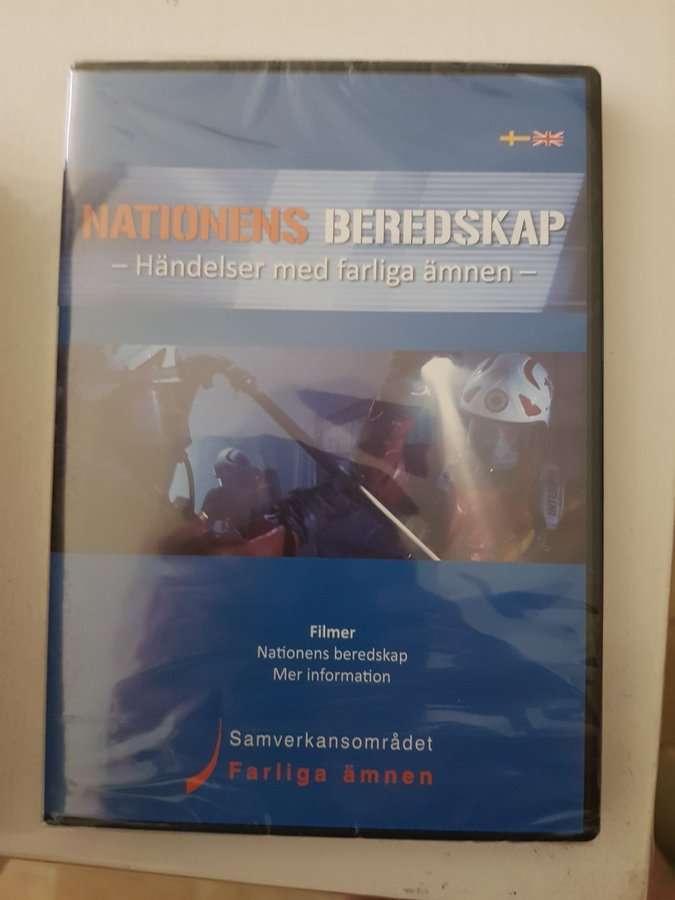 NATIONENS BEREDSKAP
– Händelser med farliga ämnen –
Filmer
Nationens beredskap
Mer information
Samverkansområdet
Farliga ämnen